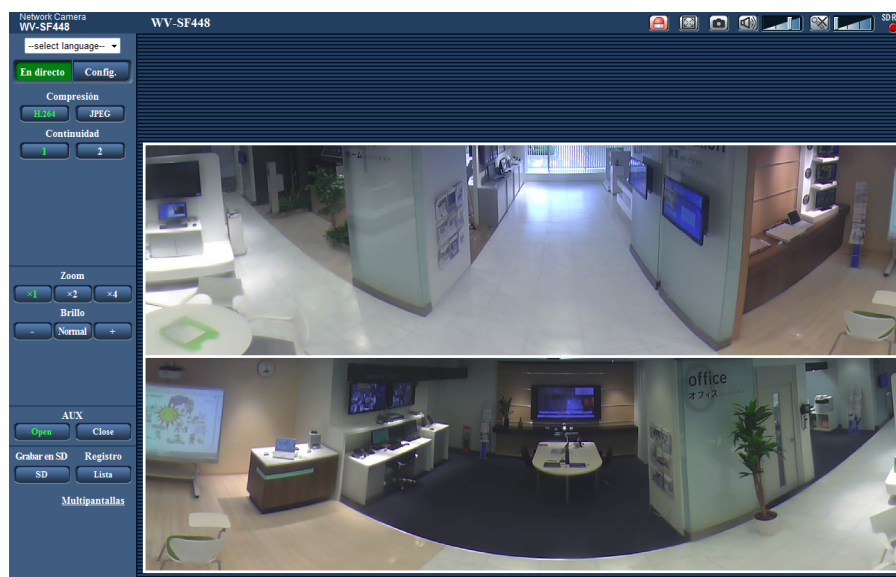 Network Camera
WV-SF448
WV-SF448
SD R
--select language--
En directo
Config.
Compresión
H.264
JPEG
Continuidad
1
2
Zoom
×1
×2
×4
Brillo
-
Normal
+
AUX
Open
Close
Grabar en SD
Registro
SD
Lista
Multipantallas
office
オフィス